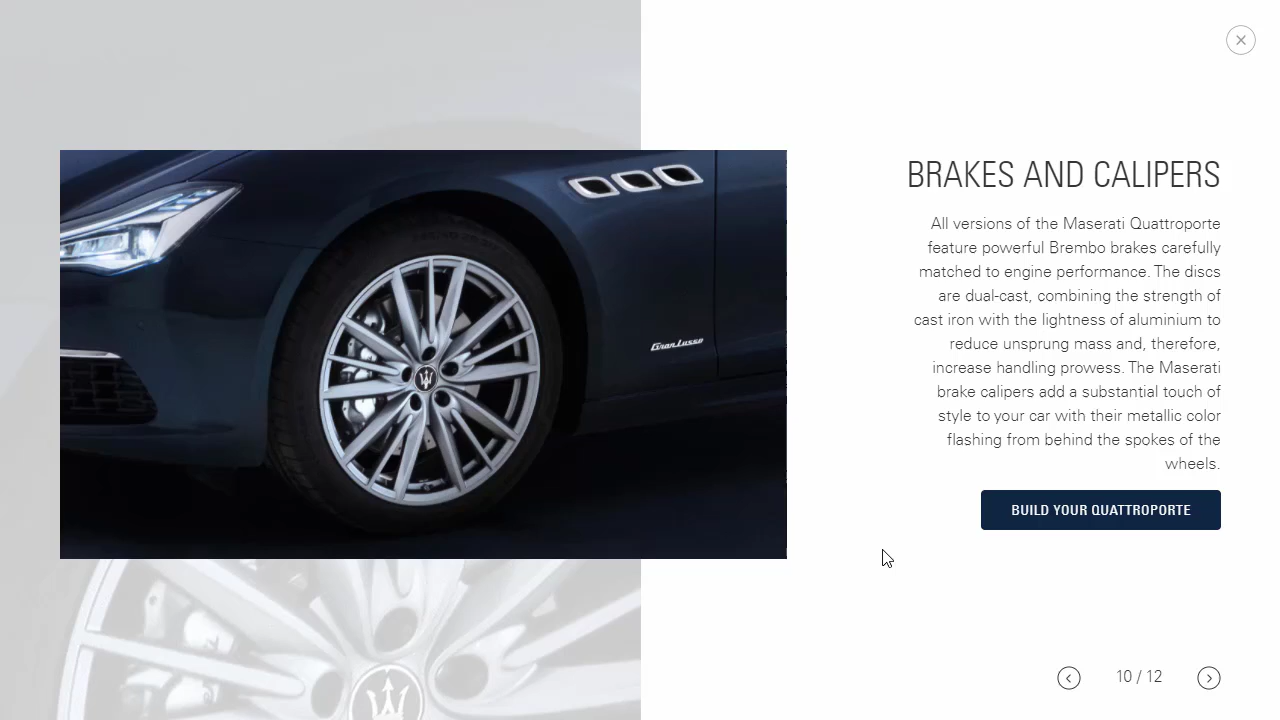 BRAKES AND CALIPERS
All versions of the Maserati Quattroporte
feature powerful Brembo brakes carefully
matched to engine performance. The discs
are dual-cast, combining the strength of
cast iron with the lightness of aluminium to
reduce unsprung mass and, therefore,
increase handling prowess. The Maserati
brake calipers add a substantial touch of
style to your car with their metallic color
flashing from behind the spokes of the
wheels.
GranLusso
BUILD YOUR QUATTROPORTE
10 / 12